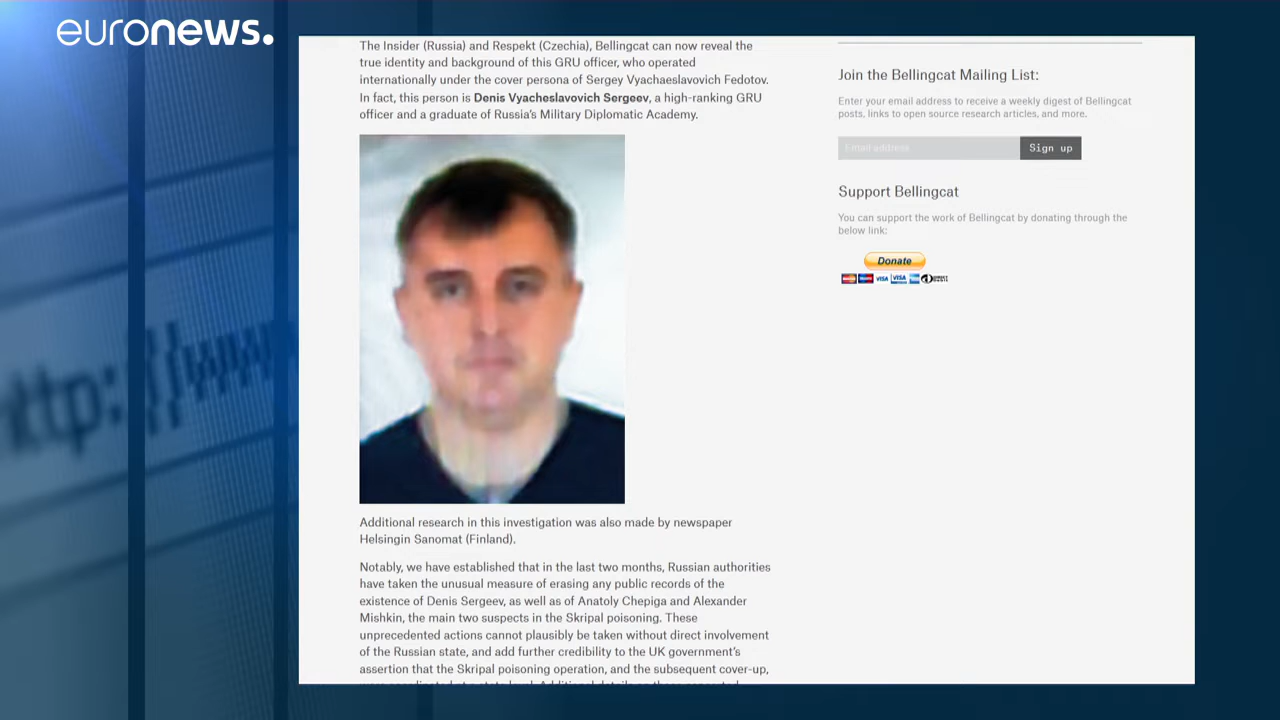 euronews.
The Insider (Russia) and Respekt (Czechia), Bellingcat can now reveal the
true identity and background of this GRU officer, who operated
internationally under the cover persona of Sergey Vyachaeslavovich Fedotov.
In fact, this person is Denis Vyacheslavovich Sergeev, a high-ranking GRU
officer and a graduate of Russia's Military Diplomatic Academy.
Additional research in this investigation was also made by newspaper
Helsingin Sanomat (Finland).
Notably, we have established that in the last two months, Russian authorities
have taken the unusual measure of erasing any public records of the
existence of Denis Sergeev, as well as of Anatoly Chepiga and Alexander
Mishkin, the main two suspects in the Skripal poisoning. These
unprecedented actions cannot plausibly be taken without direct involvement
of the Russian state, and add further credibility to the UK government's
assertion that the Skripal poisoning operation, and the subsequent cover-up,
Join the Bellingcat Mailing List:
Enter your email address to receive a weekly digest of Bellingcat
posts, links to open source research articles, and more.
Email address
Sign up
Support Bellingcat
You can support the work of Bellingcat by donating through the
below link:
Donate
VISA
VISA
http://www